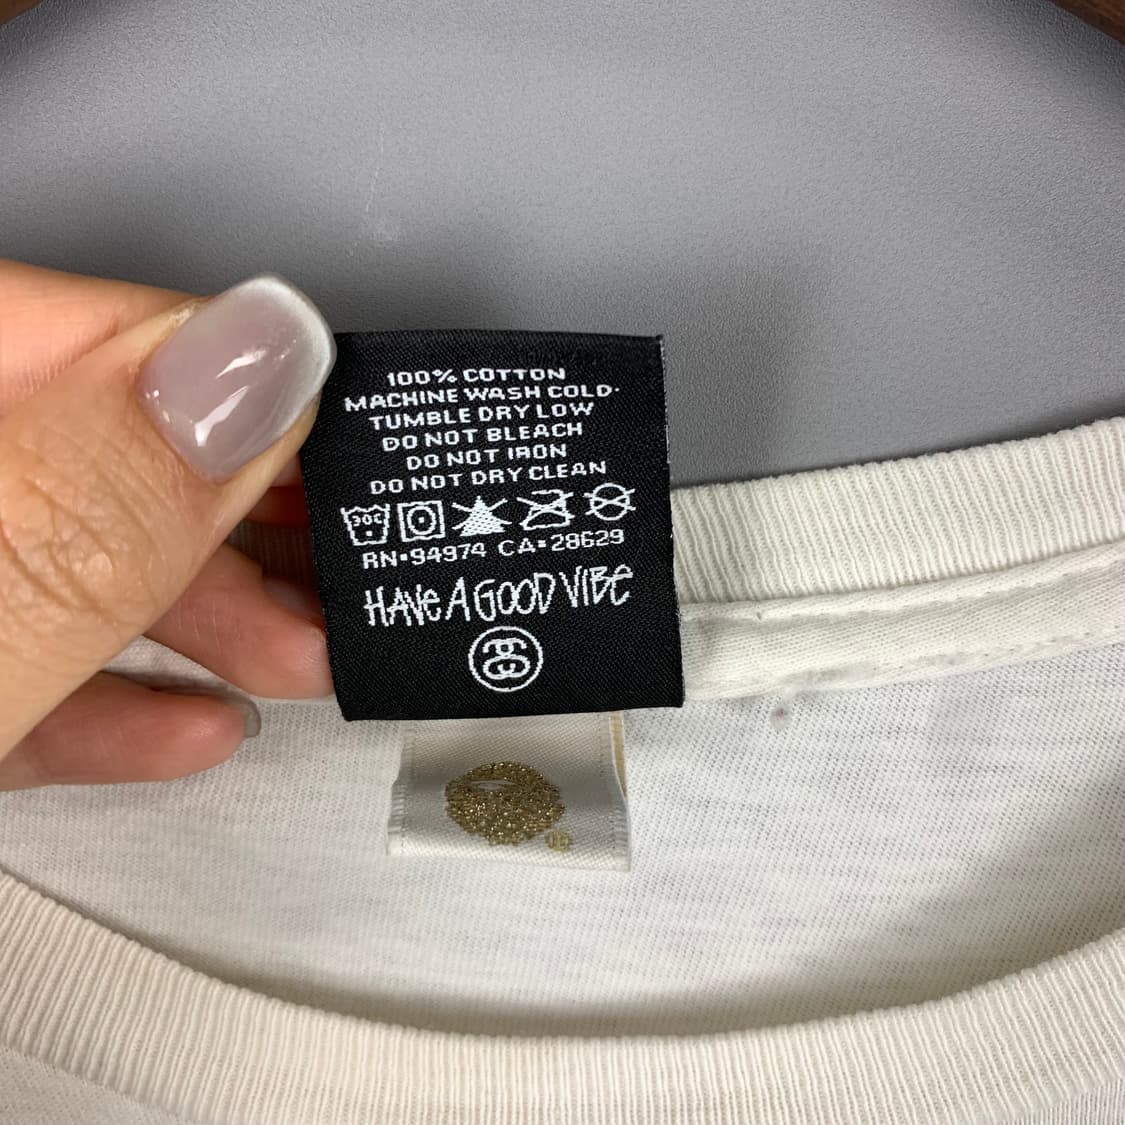 100% COTTON
MACHINE WASH COLD·
TUMBLE DRY LOW
DO NOT BLEACH
DO NOT IRON
DO NOT DRY CLEAN
30C
RN•94974 CA=28629
HAVE A GOOD VIBE